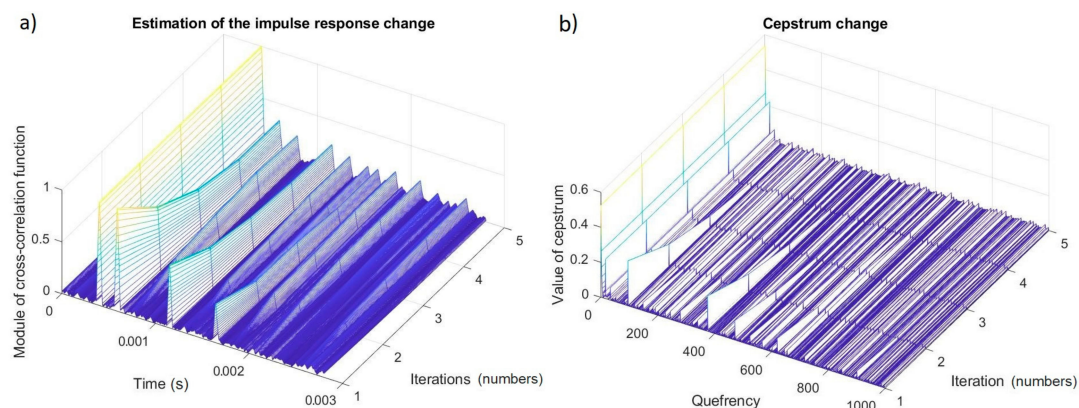 a)
Estimation of the impulse response change
Module of cross-correlation function
1
0.5
0
0
0.001
0.002
0.003
Time (s)
1
2
3
4
5
Iterations (numbers)
b)
Cepstrum change
Value of cepstrum
0.6
0.4
0.2
0
0
200
400
600
800
1000
Quefrency
1
2
3
4
5
Iteration (numbers)